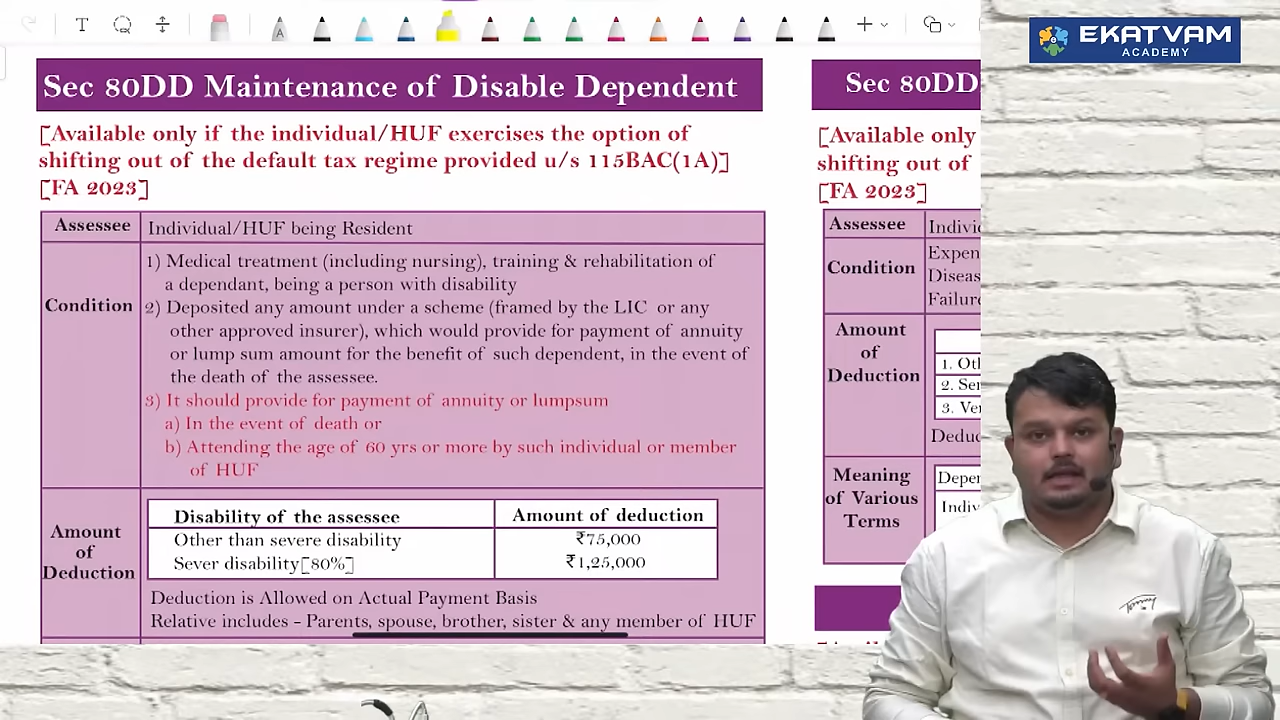 EKATVAM
ACADEMY
Sec 80DD Maintenance of Disable Dependent
[Available only if the individual/HUF exercises the option of
shifting out of the default tax regime provided u/s 115BAC(1A)]
[FA 2023]
Assessee Individual/HUF being Resident
Condition
1) Medical treatment (including nursing), training & rehabilitation of
a dependant, being a person with disability
2) Deposited any amount under a scheme (framed by the LIC or any
other approved insurer), which would provide for payment of annuity
or lump sum amount for the benefit of such dependent, in the event of
the death of the assessee.
3) It should provide for payment of annuity or lumpsum
a) In the event of death or
b) Attending the age of 60 yrs or more by such individual or member
of HUF
Amount
of
Deduction
Disability of the assessee Amount of deduction
Other than severe disability ₹75,000
Sever disability[80%] ₹1,25,000
Deduction is Allowed on Actual Payment Basis
Relative includes - Parents, spouse, brother, sister & any member of HUF
Sec 80DD
[Available only
shifting out of
[FA 2023]
Assessee
Condition
Disea
Failure
Amount
of
Deduction
1.
2.
3.
Meaning
of Various
Terms